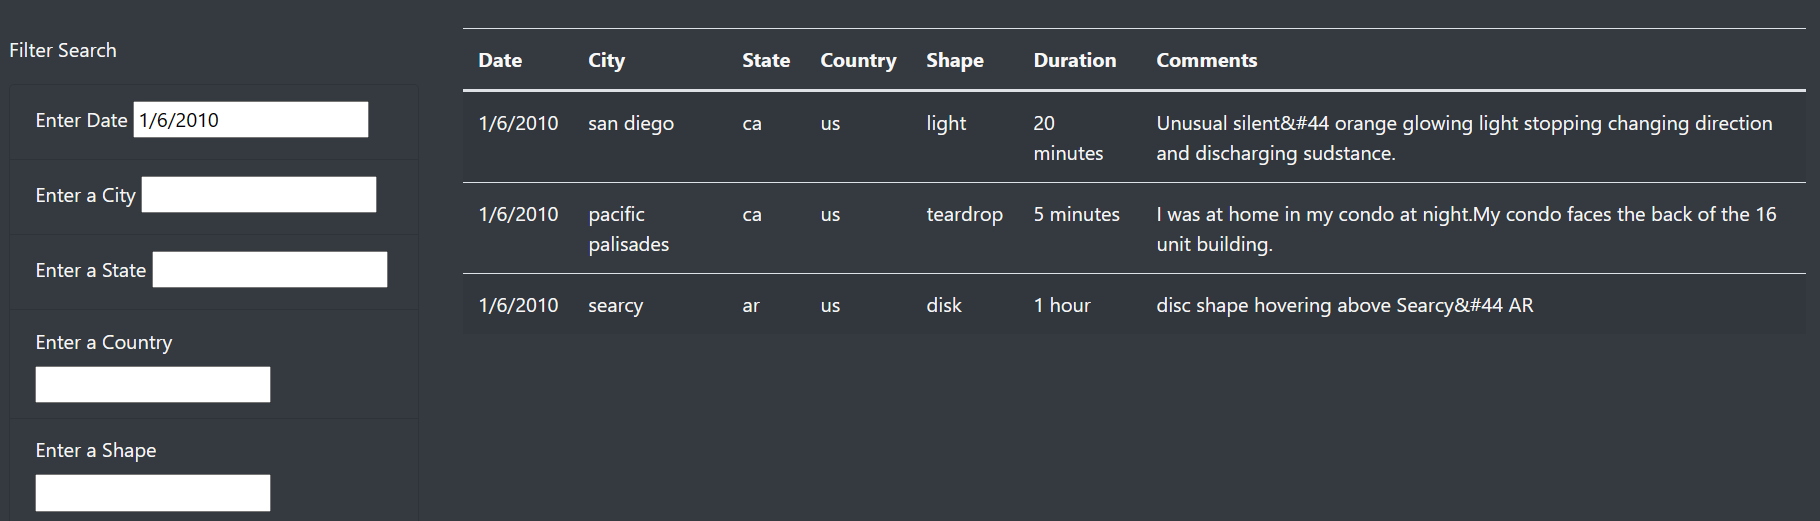 Filter Search
Enter Date 1/6/2010
Enter a City
Enter a State
Enter a Country
Enter a Shape
Date City State Country Shape Duration Comments
1/6/2010 san diego ca us light 20 Unusual silent&#44 orange glowing light stopping changing direction
minutes and discharging sudstance.
1/6/2010 pacific ca us teardrop 5 minutes I was at home in my condo at night.My condo faces the back of the 16
palisades unit building.
1/6/2010 searcy ar us disk 1 hour disc shape hovering above Searcy&#44 AR